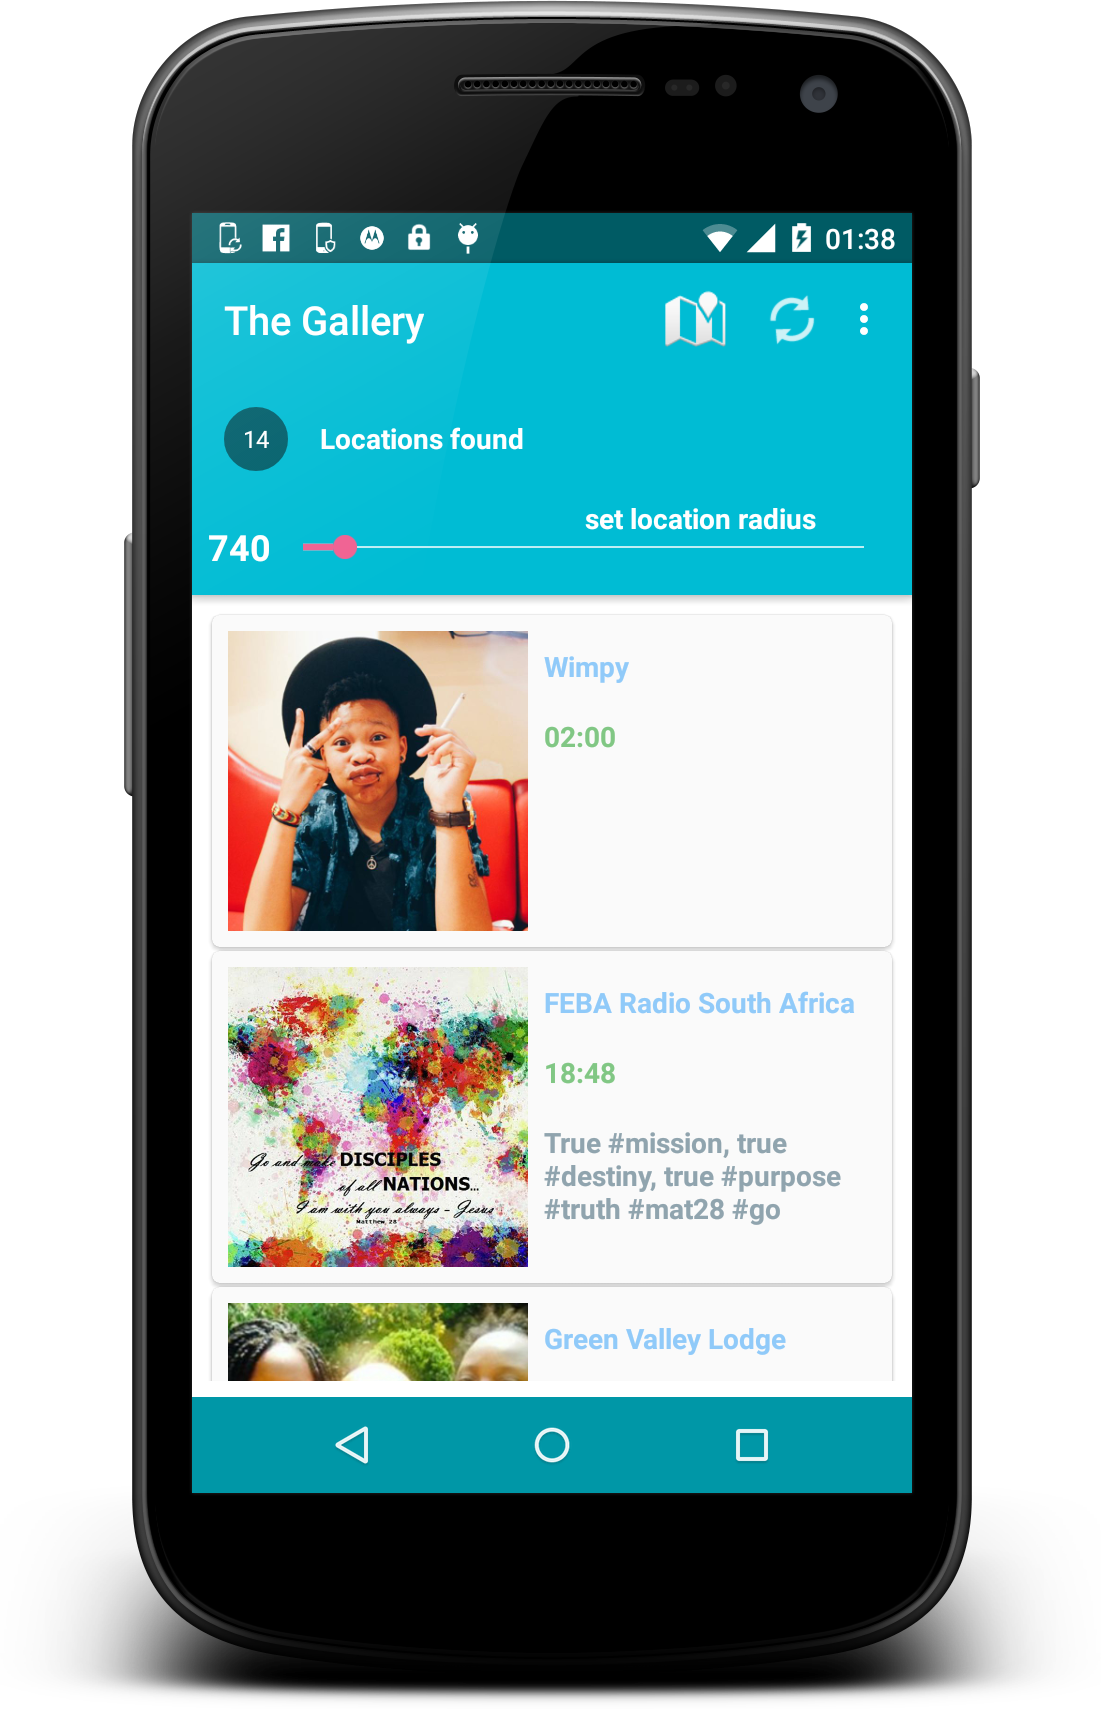 01:38
The Gallery
14 Locations found
set location radius
740
Wimpy
02:00
FEBA Radio South Africa
18:48
True #mission, true
#destiny, true #purpose
#truth #mat28 #go
Go and make DISCIPLES
of all NATIONS...
I am with you always - Jesus
Matthew 28
Green Valley Lodge